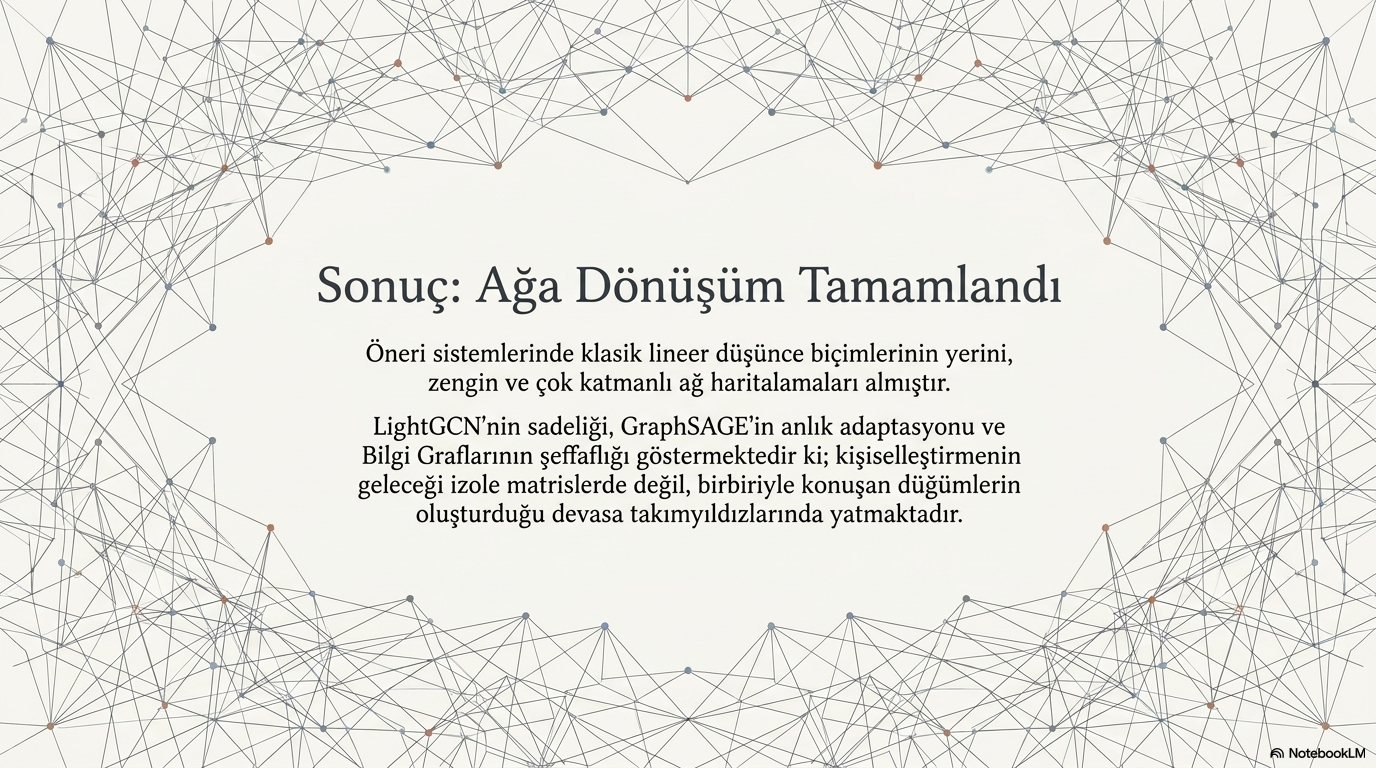 Sonuç: Ağa Dönüşüm Tamamlandı
Öneri sistemlerinde klasik lineer düşünce biçimlerinin yerini,
zengin ve çok katmanlı ağ haritalamaları almıştır.
LightGCN’nin sadeliği, GraphSAGE’in anlık adaptasyonu ve
Bilgi Graflarının şeffaflığı göstermektedir ki; kişiselleştirmenin
geleceği izole matrislerde değil, birbiriyle konuşan düğümlerin
oluşturduğu devasa takımyıldızlarında yatmaktadır.
NotebookLM